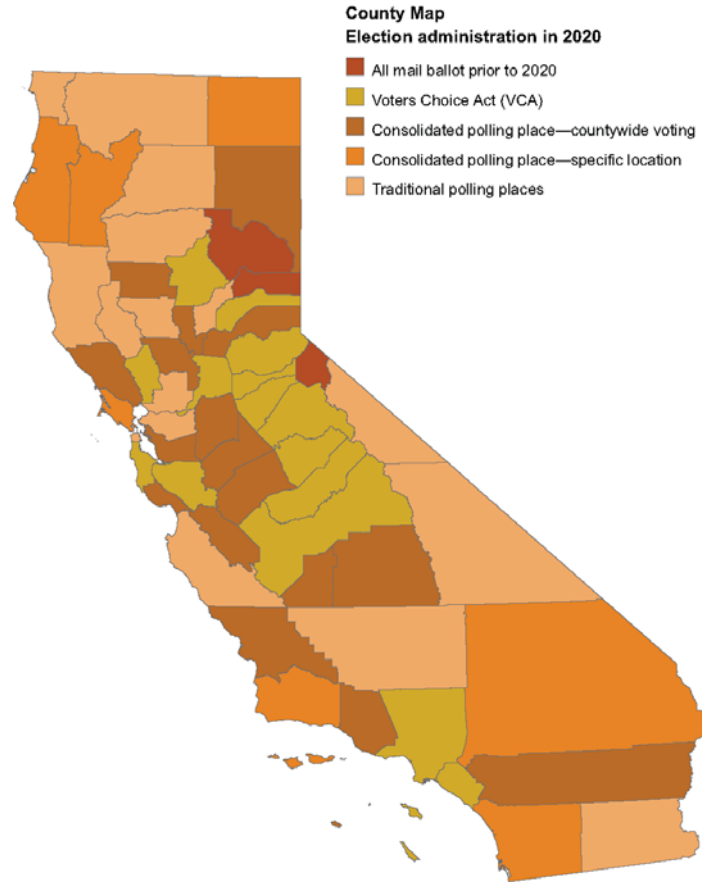 County Map
Election administration in 2020
All mail ballot prior to 2020
Voters Choice Act (VCA)
Consolidated polling place—countywide voting
Consolidated polling place—specific location
Traditional polling places